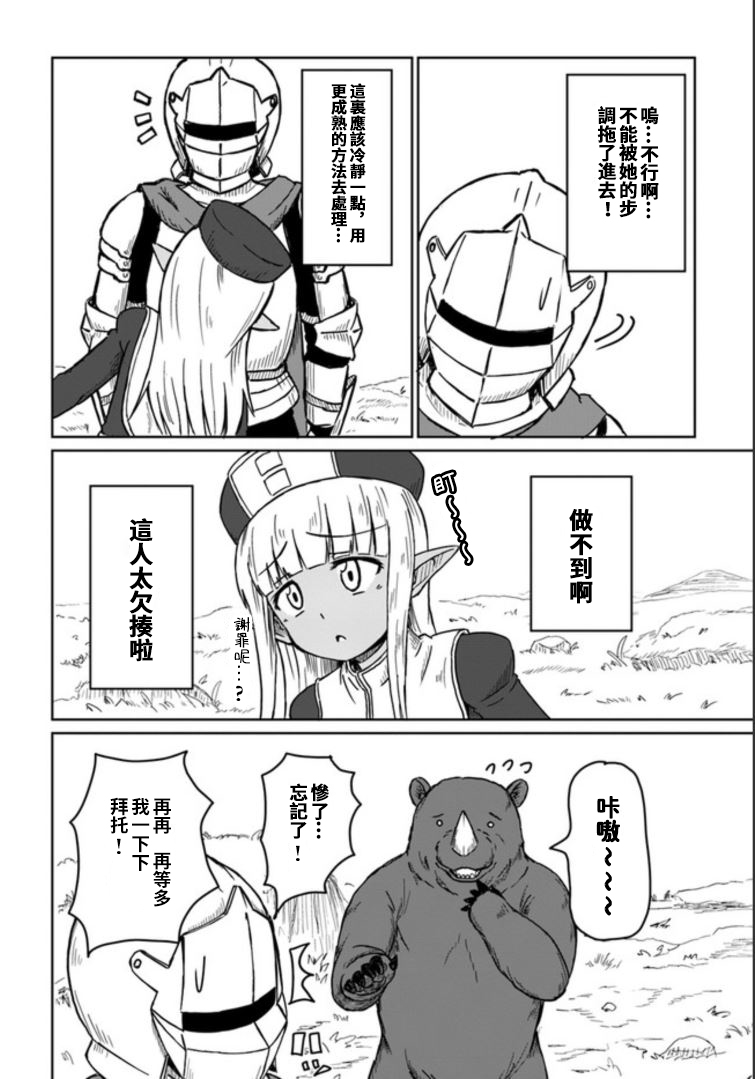 嗚…不行啊…
不能被她的步
調拖了進去！
這裏應該冷靜一點，用
更成熟的方法去處理…
做不到啊
盯～～～～
謝罪呢…？
這人太欠揍啦
咔嗷～～～
慘了…
忘記了！
再再　再等多
我一下下
拜托！